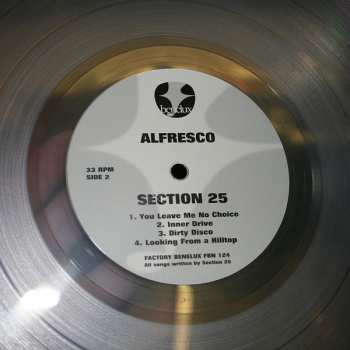 benelux
ALFRESCO
33 RPM
SIDE 2
SECTION 25
1. You Leave Me No Choice
2. Inner Drive
3. Dirty Disco
4. Looking From a Hilltop
FACTORY BENELUX FBN 124
All songs written by Section 25